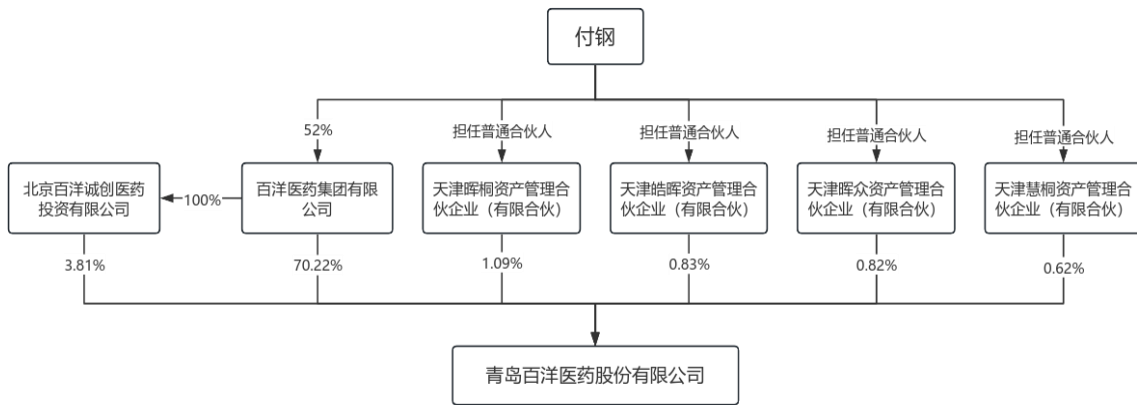 付钢
52%
担任普通合伙人
担任普通合伙人
担任普通合伙人
担任普通合伙人
北京百洋诚创医药
投资有限公司
100%
百洋医药集团有限
公司
天津晖桐资产管理合
伙企业（有限合伙）
天津皓晖资产管理合
伙企业（有限合伙）
天津晖众资产管理合
伙企业（有限合伙）
天津慧桐资产管理合
伙企业（有限合伙）
3.81%
70.22%
1.09%
0.83%
0.82%
0.62%
青岛百洋医药股份有限公司